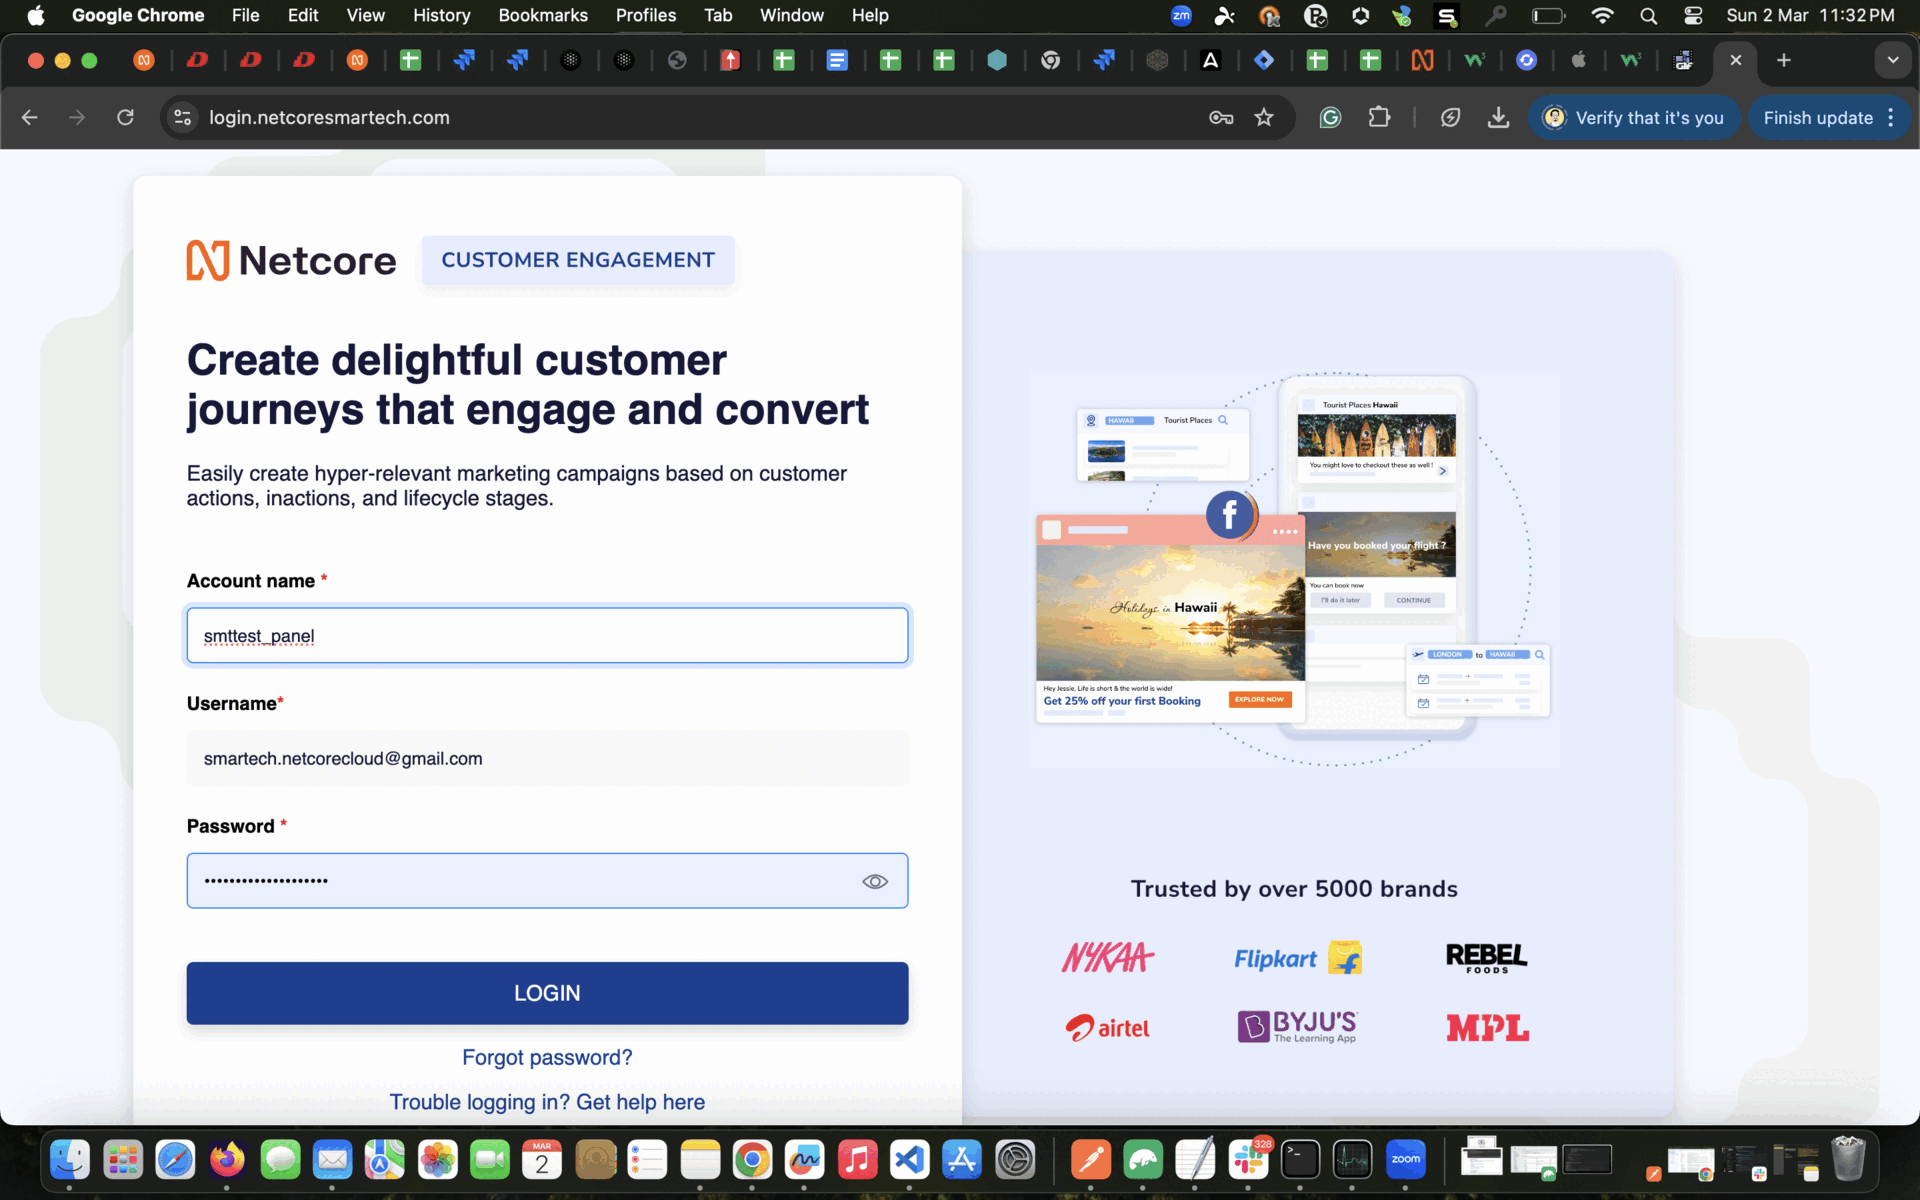 Google Chrome File Edit View History Bookmarks Profiles Tab Window Help
zm
Sun 2 Mar 11:32 PM
login.netcoresmartech.com
Verify that it's you
Finish update
Netcore
CUSTOMER ENGAGEMENT
Create delightful customer
journeys that engage and convert
Easily create hyper-relevant marketing campaigns based on customer
actions, inactions, and lifecycle stages.
Account name *
smttest_panel
Username*
smartech.netcorecloud@gmail.com
Password *
LOGIN
Forgot password?
Trouble logging in? Get help here
HAWAII
Tourist Places
Tourist Places Hawaii
You might love to checkout these as well !
Have you booked your flight ?
You can book now
I'll do it later
CONTINUE
Holidays in Hawaii
Hey Jessie, Life is short & the world is wide!
Get 25% off your first Booking
EXPLORE NOW
LONDON to HAWAII
Trusted by over 5000 brands
NYKAA
Flipkart
REBEL
FOODS
airtel
BYJU'S
The Learning App
MPL
MAR
2
328
zoom